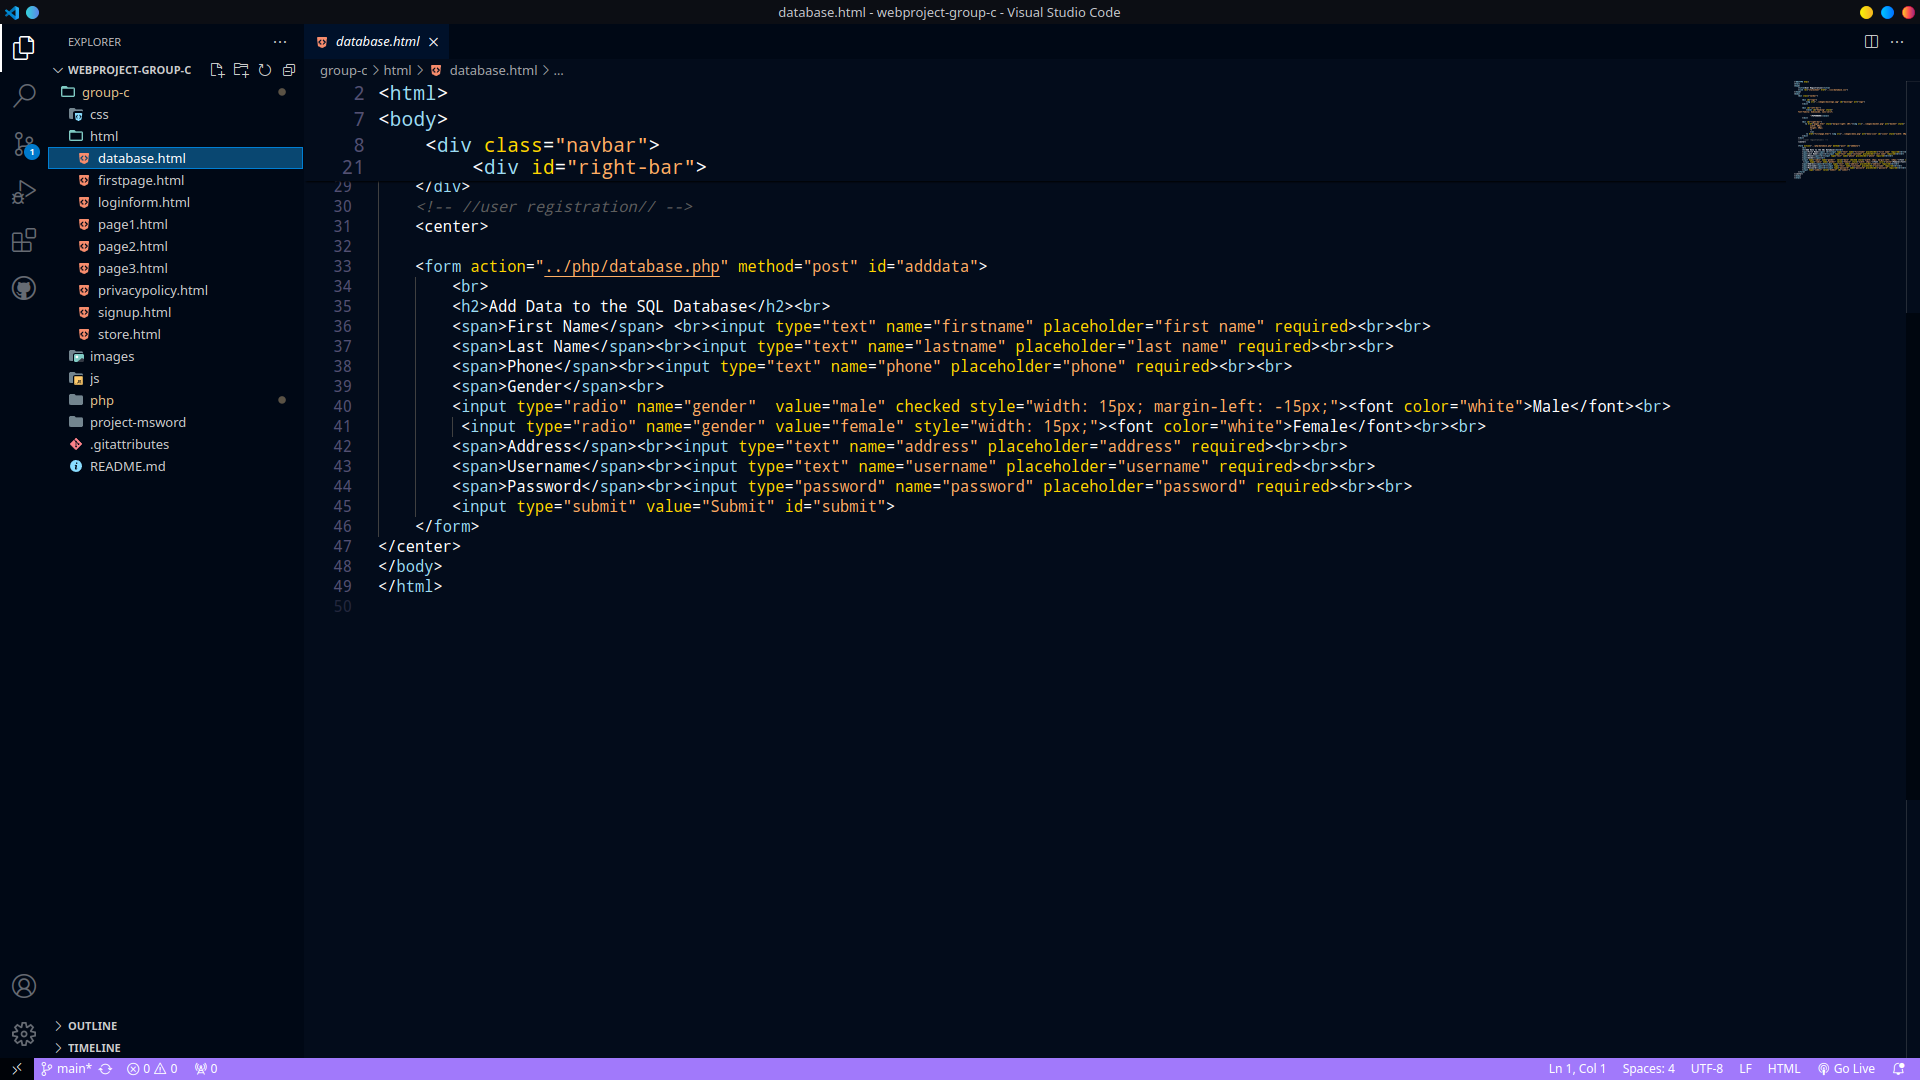 database.html - webproject-group-c - Visual Studio Code
EXPLORER
WEBPROJECT-GROUP-C
group-c
css
html
database.html
firstpage.html
loginform.html
page1.html
page2.html
page3.html
privacypolicy.html
signup.html
store.html
images
js
php
project-msword
.gitattributes
README.md
OUTLINE
TIMELINE
1
database.html
group-c > html > database.html > ...
2 <html>
7 <body>
8 <div class="navbar">
21 <div id="right-bar">
29 </div>
30 <!-- //user registration// -->
31 <center>
32
33 <form action="../php/database.php" method="post" id="adddata">
34 <br>
35 <h2>Add Data to the SQL Database</h2><br>
36 <span>First Name</span> <br><input type="text" name="firstname" placeholder="first name" required><br><br>
37 <span>Last Name</span><br><input type="text" name="lastname" placeholder="last name" required><br><br>
38 <span>Phone</span><br><input type="text" name="phone" placeholder="phone" required><br><br>
39 <span>Gender</span><br>
40 <input type="radio" name="gender"  value="male" checked style="width: 15px; margin-left: -15px;"><font color="white">Male</font><br>
41 <input type="radio" name="gender" value="female" style="width: 15px;"><font color="white">Female</font><br><br>
42 <span>Address</span><br><input type="text" name="address" placeholder="address" required><br><br>
43 <span>Username</span><br><input type="text" name="username" placeholder="username" required><br><br>
44 <span>Password</span><br><input type="password" name="password" placeholder="password" required><br><br>
45 <input type="submit" value="Submit" id="submit">
46 </form>
47 </center>
48 </body>
49 </html>
50
main* 0 0 0 Ln 1, Col 1 Spaces: 4 UTF-8 LF HTML Go Live